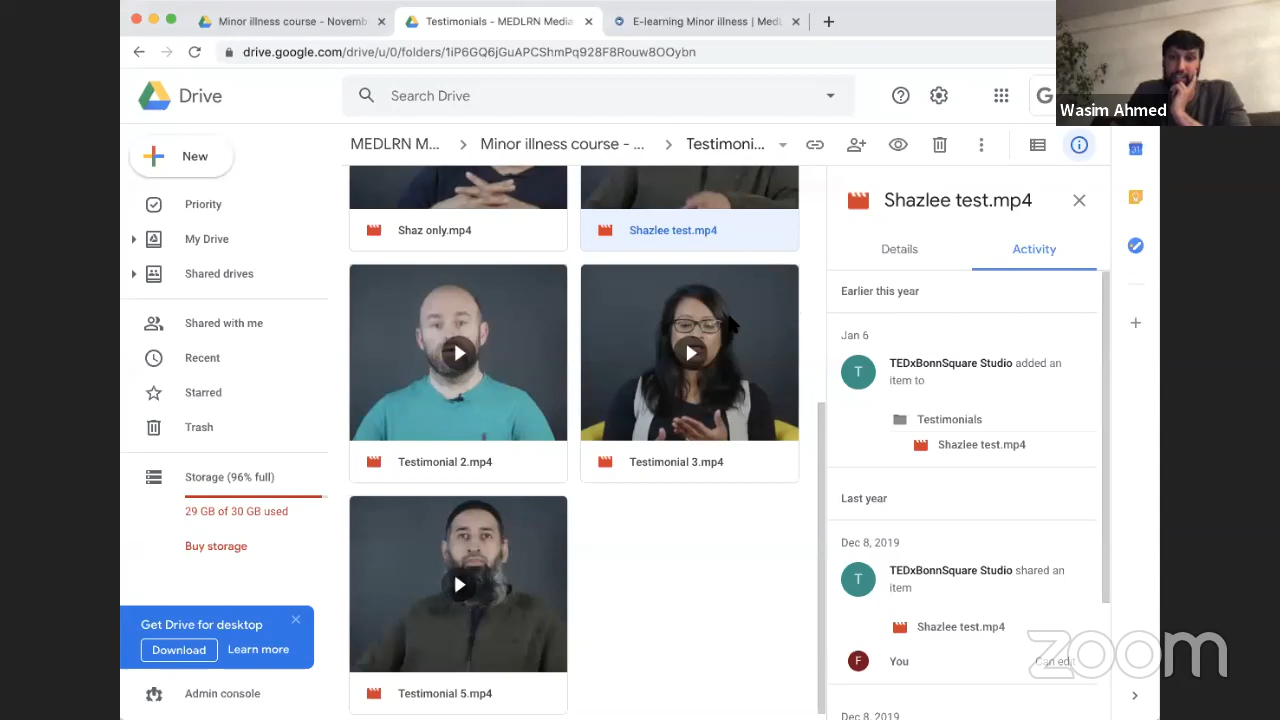 Minor illness course - Novemb
Testimonials - MEDLRN Media
E-learning Minor illness | Med
drive.google.com/drive/u/0/folders/1iP6GQ6jGuAPCShmPq928F8Rouw8OOybn
Wasim Ahmed
Drive
Search Drive
G
New
MEDLRN M... > Minor illness course - ... > Testimoni...
Priority
My Drive
Shared drives
Shared with me
Recent
Starred
Trash
Storage (96% full)
29 GB of 30 GB used
Buy storage
Get Drive for desktop
Download
Learn more
Admin console
Shaz only.mp4
Shazlee test.mp4
Testimonial 2.mp4
Testimonial 3.mp4
Testimonial 5.mp4
Shazlee test.mp4
Details
Activity
Earlier this year
Jan 6
T
TEDxBonnSquare Studio added an
item to
Testimonials
Shazlee test.mp4
Last year
Dec 8, 2019
T
TEDxBonnSquare Studio shared an
item
Shazlee test.mp4
F
You
Can edit
Dec 8, 2019
31
zoom